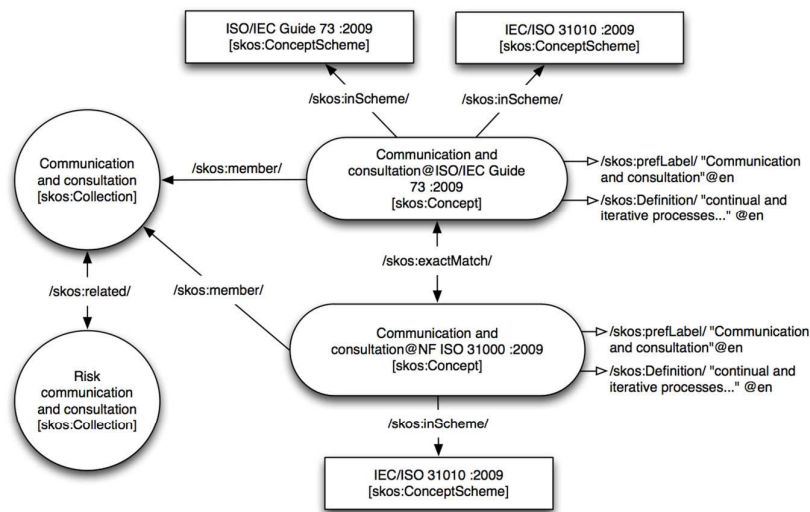 ISO/IEC Guide 73 :2009
[skos:ConceptScheme]
IEC/ISO 31010 :2009
[skos:ConceptScheme]
/skos:inScheme/
/skos:inScheme/
Communication
and consultation
[skos:Collection]
/skos:member/
Communication and
consultation@ISO/IEC Guide
73 :2009
[skos:Concept]
/skos:prefLabel/ "Communication
and consultation"@en
/skos:Definition/ "continual and
iterative processes..." @en
/skos:related/
/skos:member/
/skos:exactMatch/
Risk
communication
and consultation
[skos:Collection]
Communication and
consultation@NF ISO 31000 :2009
[skos:Concept]
/skos:prefLabel/ "Communication
and consultation"@en
/skos:Definition/ "continual and
iterative processes..." @en
/skos:inScheme/
IEC/ISO 31010 :2009
[skos:ConceptScheme]